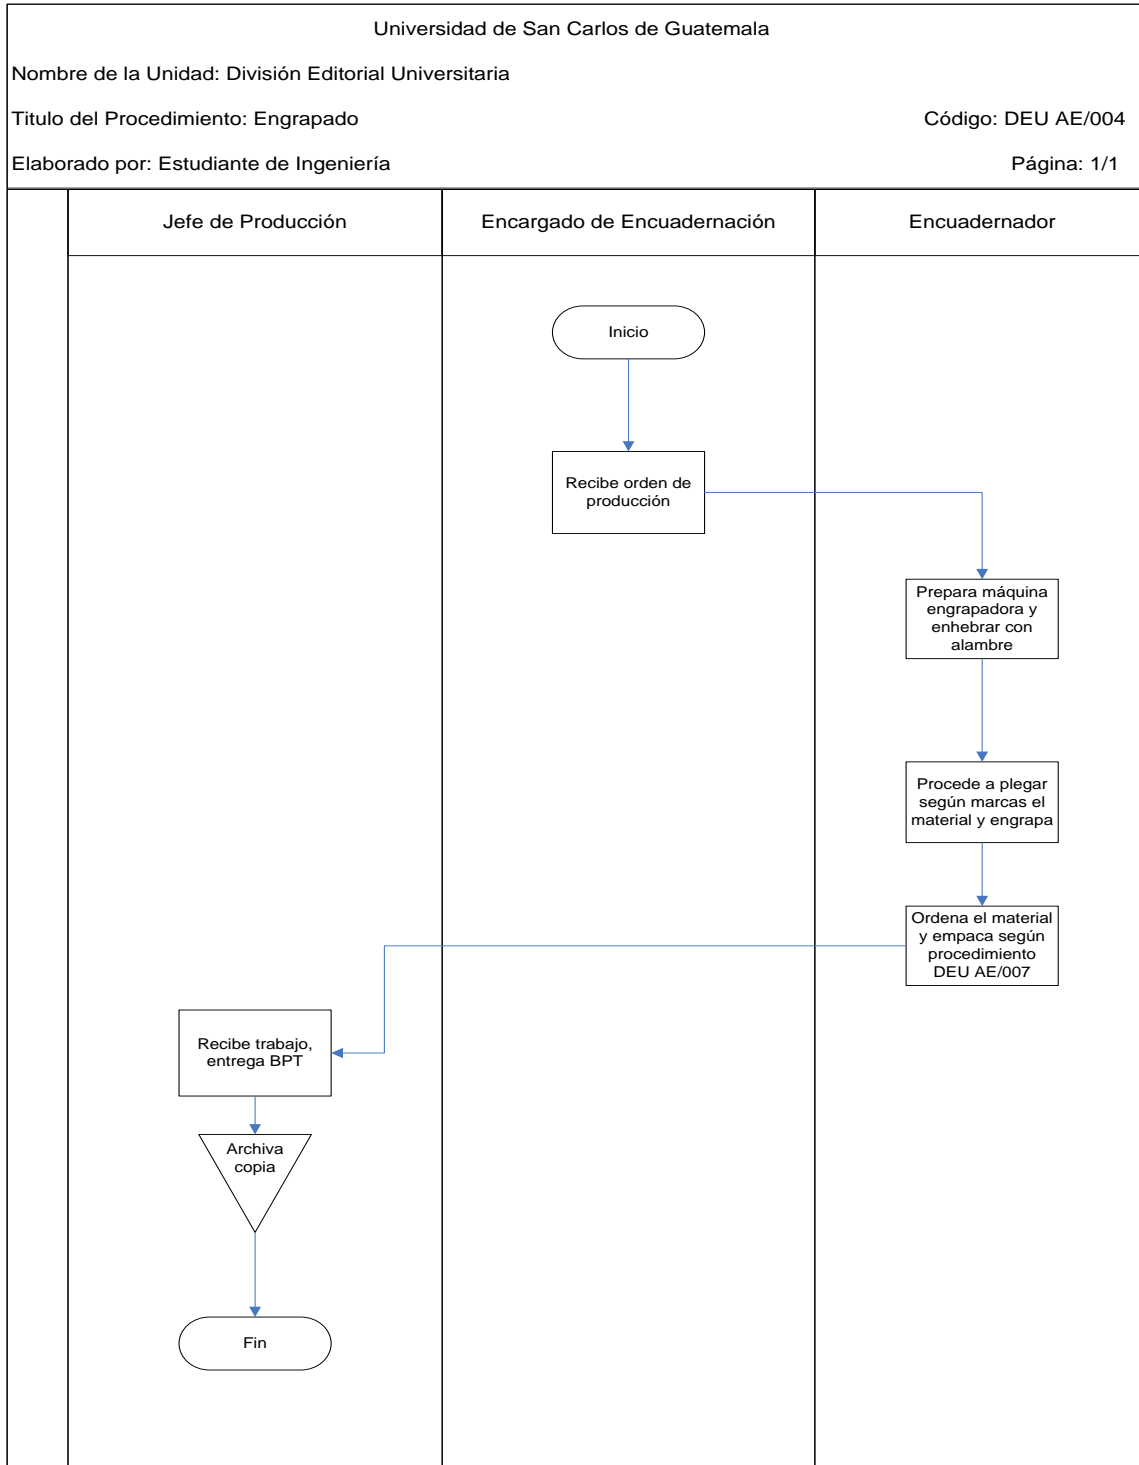 Universidad de San Carlos de Guatemala
Nombre de la Unidad: División Editorial Universitaria
Titulo del Procedimiento: Engrapado
Código: DEU AE/004
Elaborado por: Estudiante de Ingeniería
Página: 1/1
Jefe de Producción
Encargado de Encuadernación
Encuadernador
Inicio
Recibe orden de
producción
Prepara máquina
engrapadora y
enhebrar con
alambre
Procede a plegar
según marcas el
material y engrapa
Ordena el material
y empaca según
procedimiento
DEU AE/007
Recibe trabajo,
entrega BPT
Archiva
copia
Fin